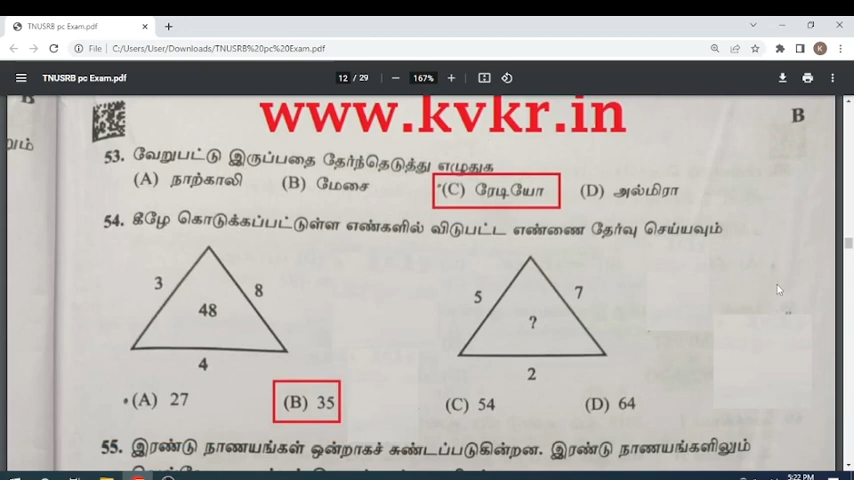 TNUSRB pc Exam.pdf
File C:/Users/User/Downloads/TNUSRB%20pc%20Exam.pdf
K
TNUSRB pc Exam.pdf 12 / 29 167%
www.kvkr.in
B
53. வேறுபட்டு இருப்பதை தேர்ந்தெடுத்து எழுதுக
(A) நாற்காலி (B) மேசை (C) ரேடியோ (D) அல்மிரா
54. கீழே கொடுக்கப்பட்டுள்ள எண்களில் விடுபட்ட எண்ணை தேர்வு செய்யவும்
3 8 5 7
48 ?
4 2
(A) 27 (B) 35 (C) 54 (D) 64
55. இரண்டு நாணயங்கள் ஒன்றாகச் சுண்டப்படுகின்றன. இரண்டு நாணயங்களிலும்
5:22 PM